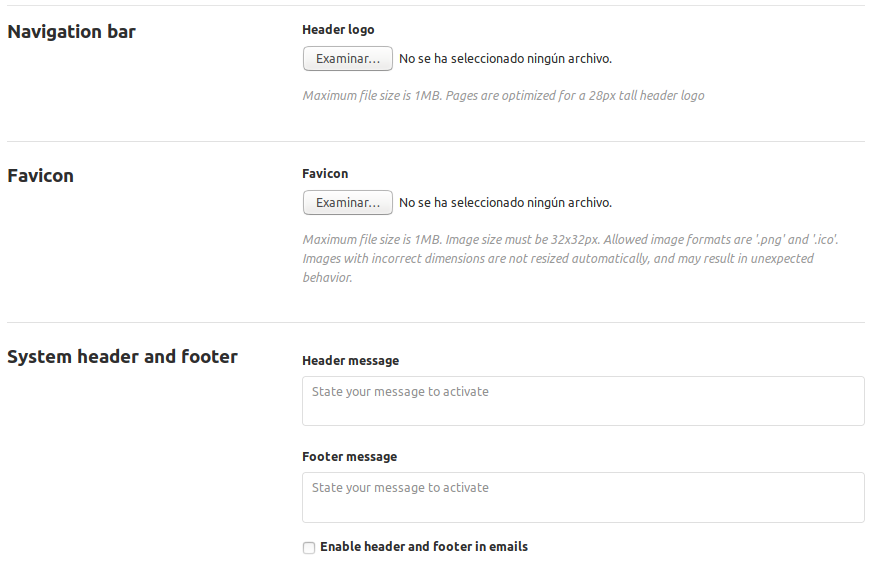 Navigation bar
Header logo
Examinar... No se ha seleccionado ningún archivo.
Maximum file size is 1MB. Pages are optimized for a 28px tall header logo
Favicon
Favicon
Examinar... No se ha seleccionado ningún archivo.
Maximum file size is 1MB. Image size must be 32x32px. Allowed image formats are '.png' and '.ico'.
Images with incorrect dimensions are not resized automatically, and may result in unexpected
behavior.
System header and footer
Header message
State your message to activate
Footer message
State your message to activate
Enable header and footer in emails